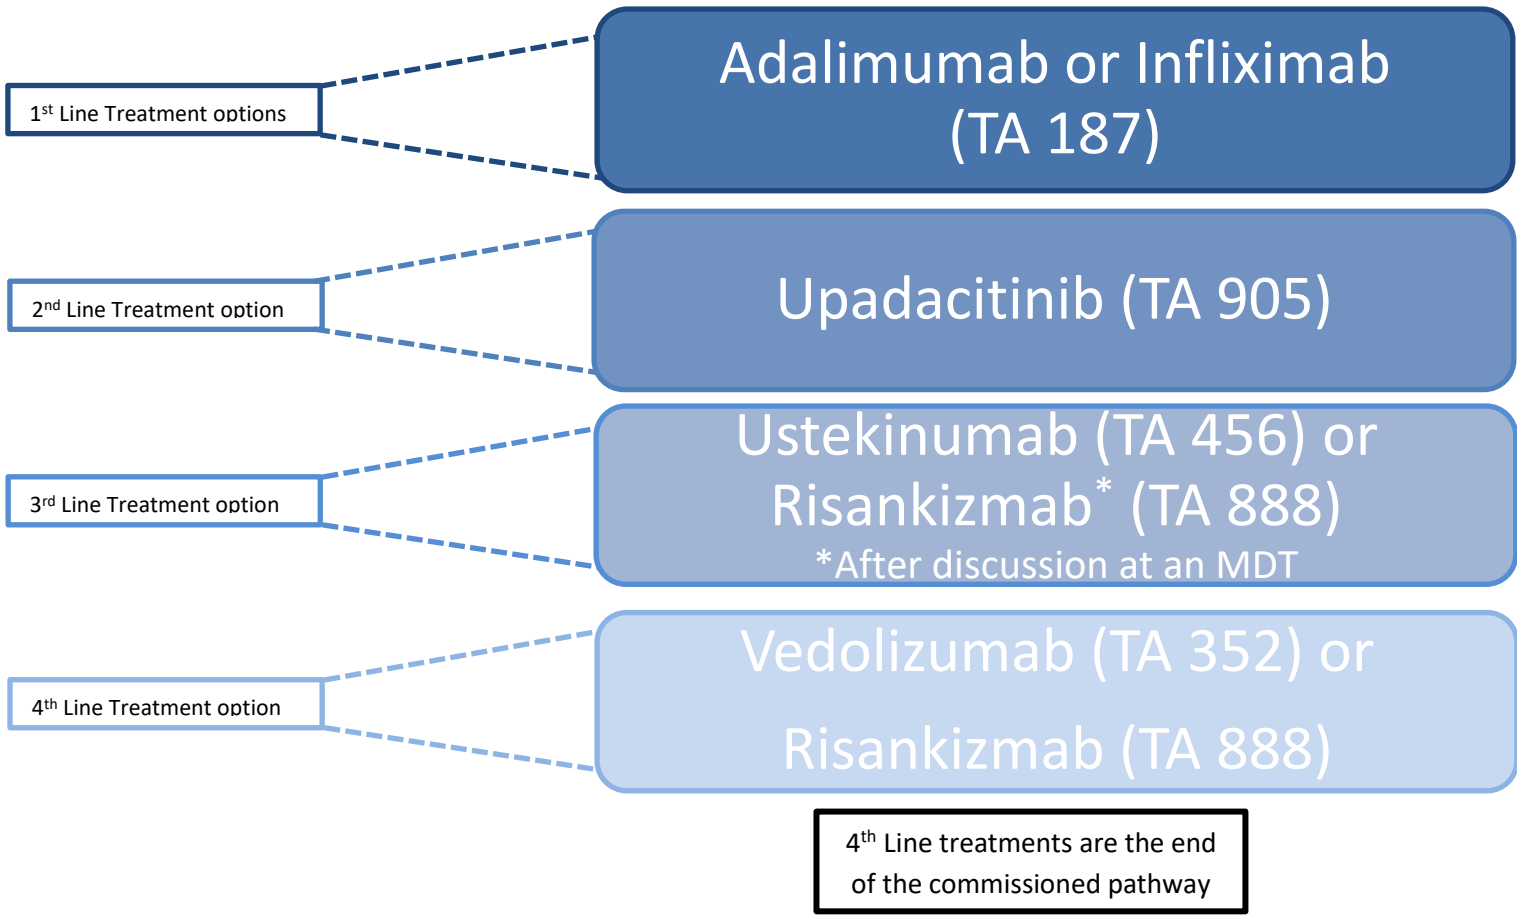 1st Line Treatment options
Adalimumab or Infliximab
(TA 187)
2nd Line Treatment option
Upadacitinib (TA 905)
3rd Line Treatment option
Ustekinumab (TA 456) or
Risankizmab* (TA 888)
*After discussion at an MDT
4th Line Treatment option
Vedolizumab (TA 352) or
Risankizmab (TA 888)
4th Line treatments are the end
of the commissioned pathway